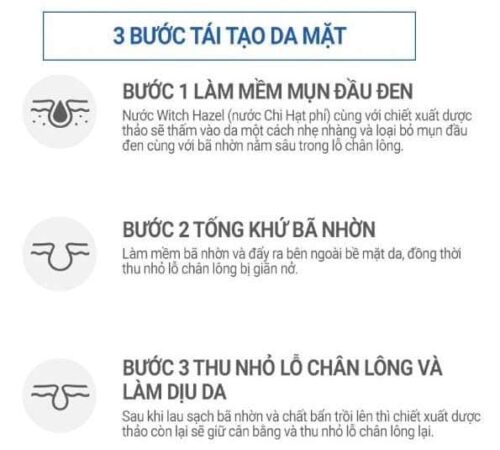 3 BƯỚC TÁI TẠO DA MẶT
BƯỚC 1 LÀM MỀM MỤN ĐẦU ĐEN
Nước Witch Hazel (nước Chi Hạt phỉ) cùng với chiết xuất dược
thảo sẽ thấm vào da một cách nhẹ nhàng và loại bỏ mụn đầu
đen cùng với bã nhờn nằm sâu trong lỗ chân lông.
BƯỚC 2 TỐNG KHỨ BÃ NHỜN
Làm mềm bã nhờn và đẩy ra bên ngoài bề mặt da, đồng thời
thu nhỏ lỗ chân lông bị giãn nở.
BƯỚC 3 THU NHỎ LỖ CHÂN LÔNG VÀ
LÀM DỊU DA
Sau khi lau sạch bã nhờn và chất bẩn trồi lên thì chiết xuất dược
thảo còn lại sẽ giữ cân bằng và thu nhỏ lỗ chân lông lại.